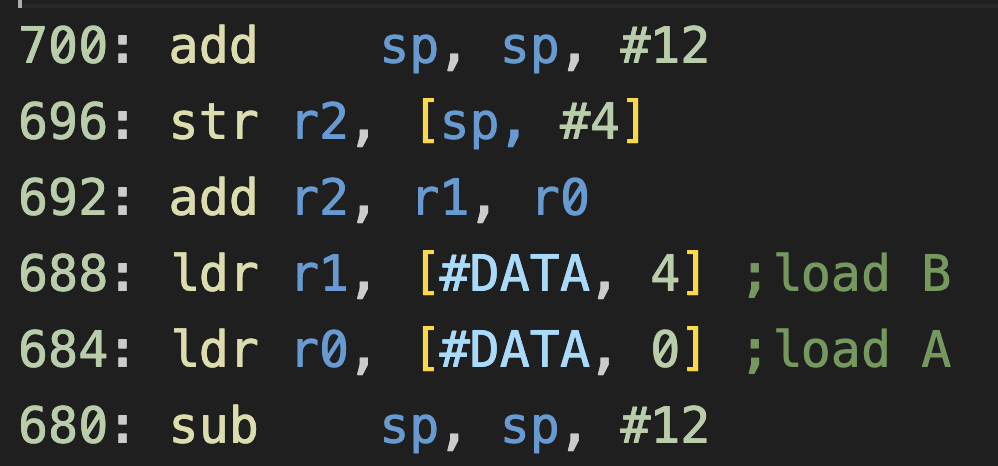 700: add    sp, sp, #12
696: str r2, [sp, #4]
692: add r2, r1, r0
688: ldr r1, [#DATA, 4] ;load B
684: ldr r0, [#DATA, 0] ;load A
680: sub    sp, sp, #12